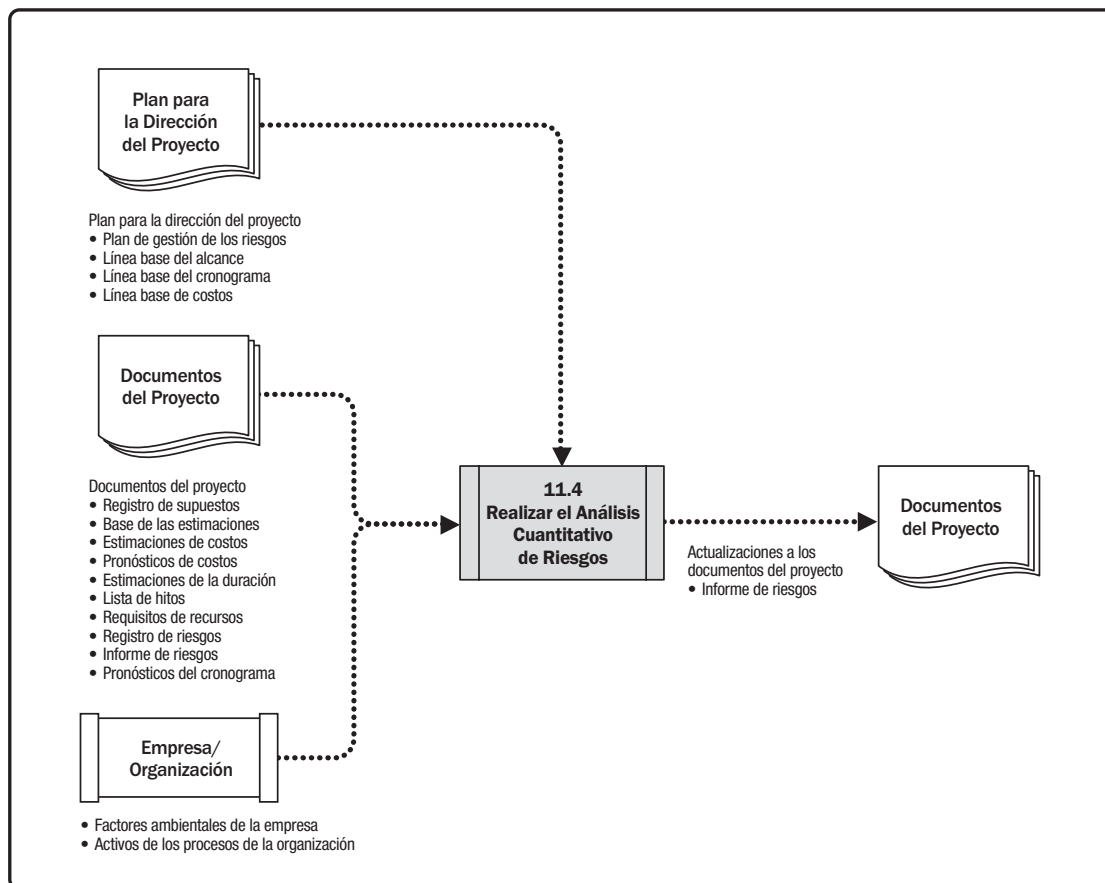 Plan para
la Dirección
del Proyecto
Plan para la dirección del proyecto
• Plan de gestión de los riesgos
• Línea base del alcance
• Línea base del cronograma
• Línea base de costos
Documentos
del Proyecto
Documentos del proyecto
• Registro de supuestos
• Base de las estimaciones
• Estimaciones de costos
• Pronósticos de costos
• Estimaciones de la duración
• Lista de hitos
• Requisitos de recursos
• Registro de riesgos
• Informe de riesgos
• Pronósticos del cronograma
Empresa/
Organización
• Factores ambientales de la empresa
• Activos de los procesos de la organización
11.4
Realizar el Análisis
Cuantitativo
de Riesgos
Actualizaciones a los
documentos del proyecto
• Informe de riesgos
Documentos
del Proyecto